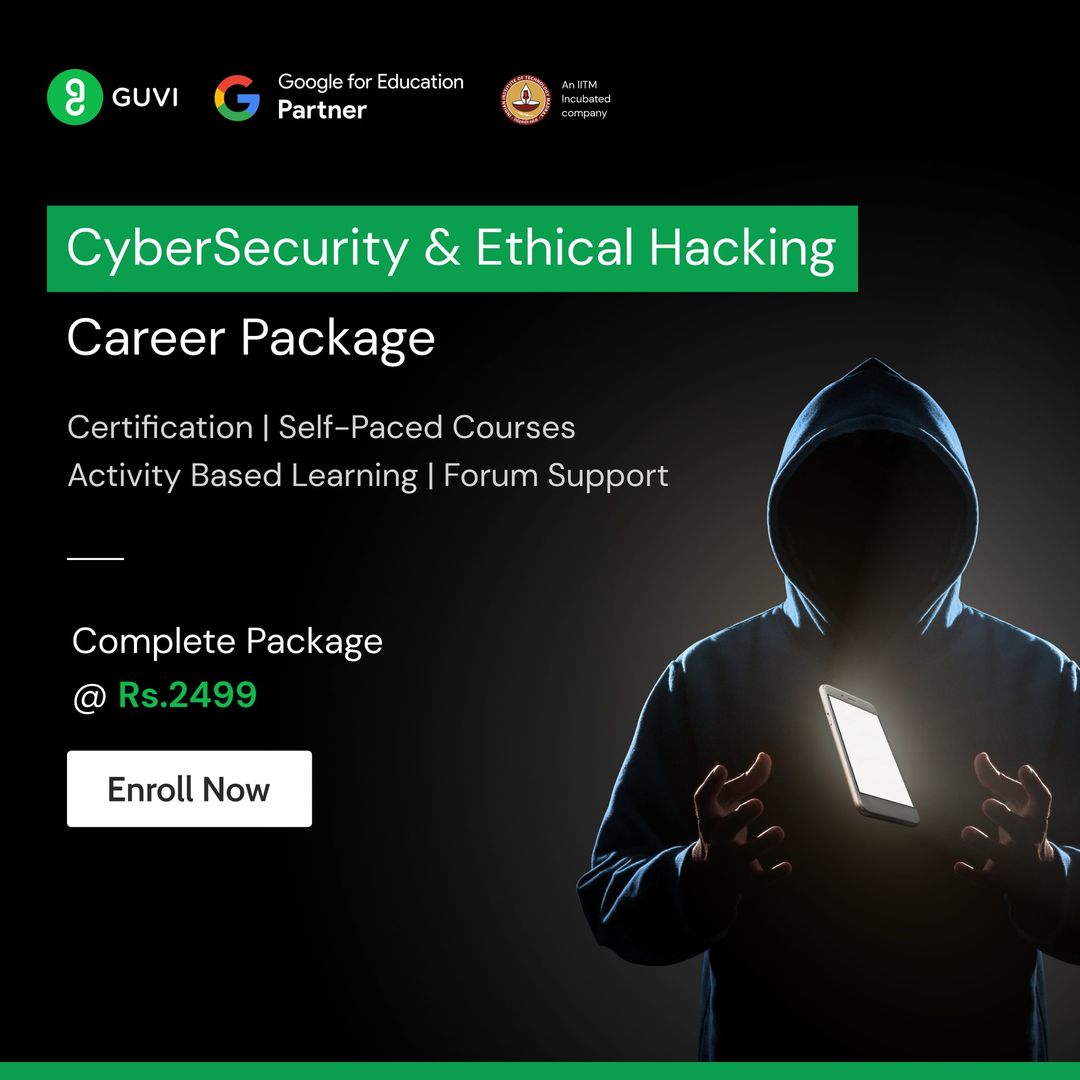 GUVI
Google for Education
Partner
An IITM
Incubated
company
CyberSecurity & Ethical Hacking
Career Package
Certification | Self-Paced Courses
Activity Based Learning | Forum Support
Complete Package
@ Rs.2499
Enroll Now